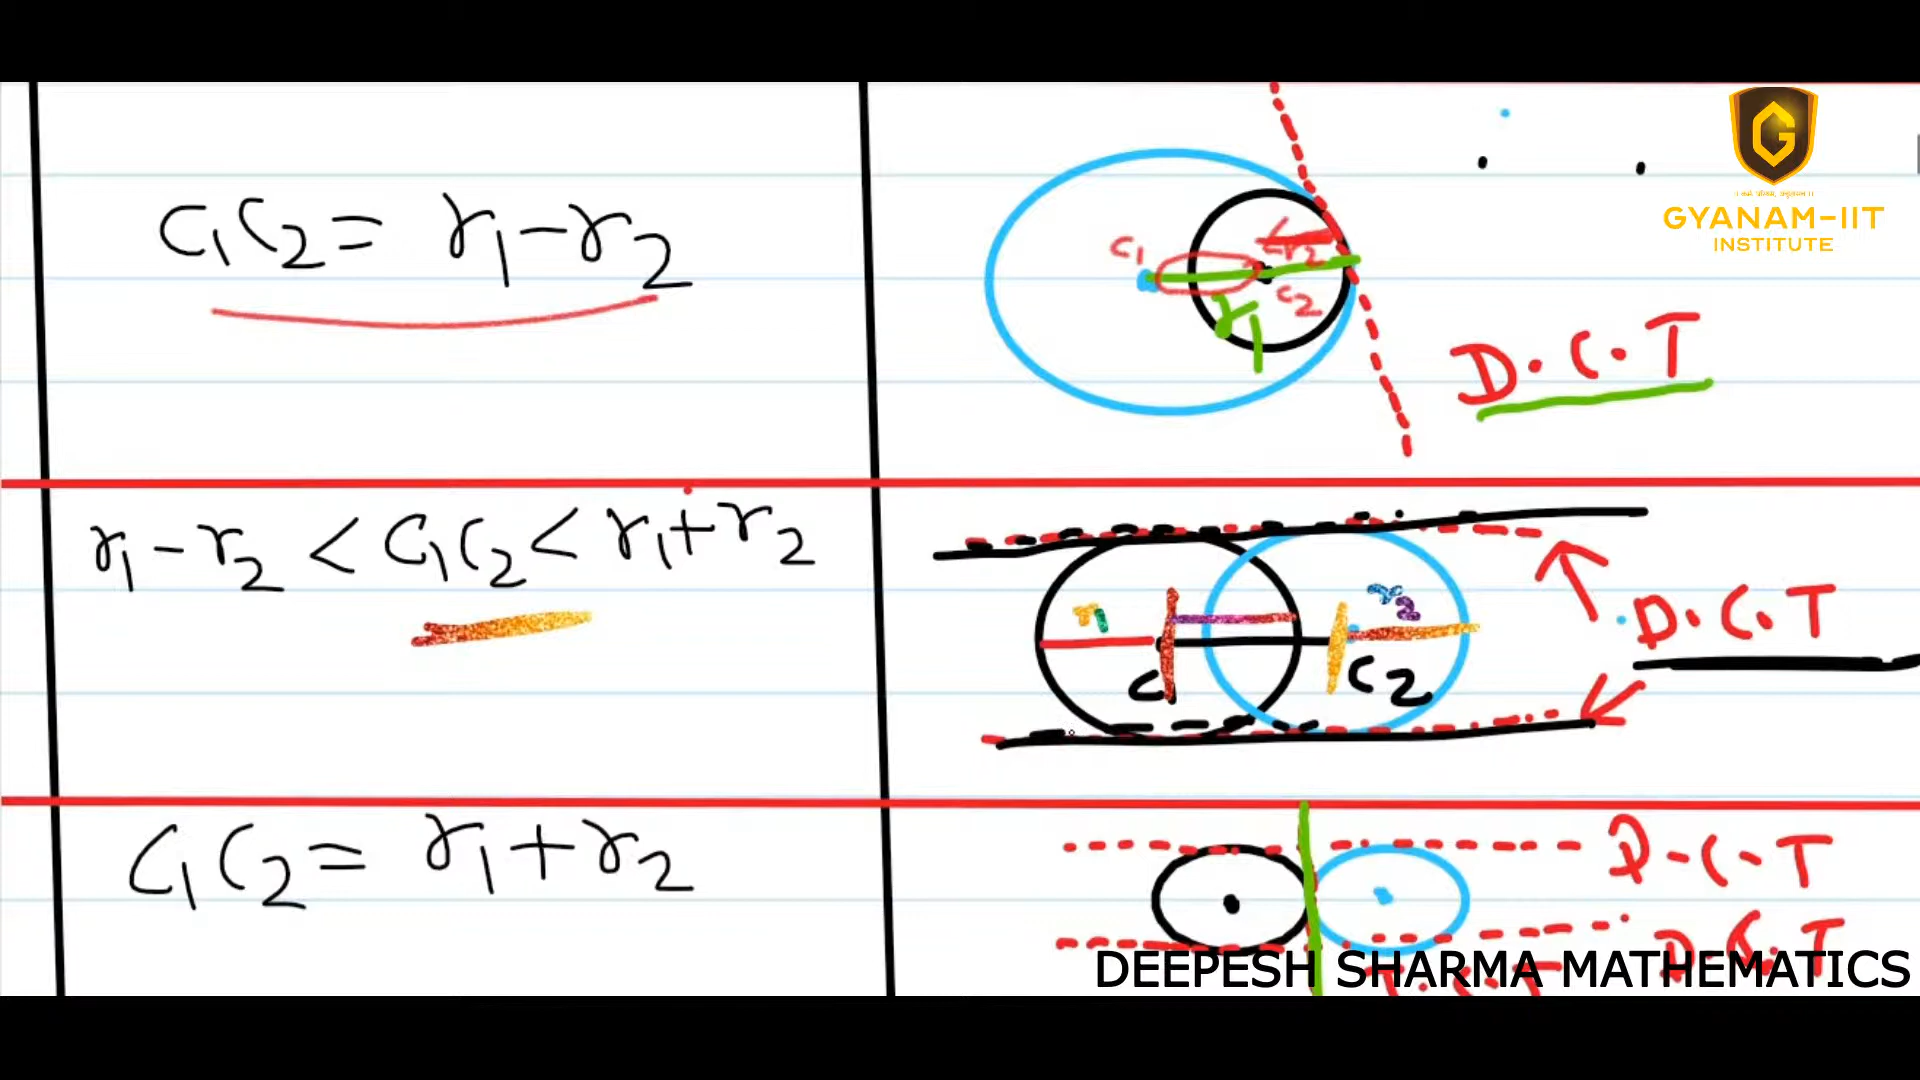 C1C2 = r1-r2
C1
r2
C2
r1
D.C.T
GYANAM-IIT
INSTITUTE
r1-r2 < C1C2 < r1+r2
r1
r2
C
C2
D.C.T
C1C2 = r1+r2
D-C-T
D.C.T
T.C.T
DEEPESH SHARMA MATHEMATICS